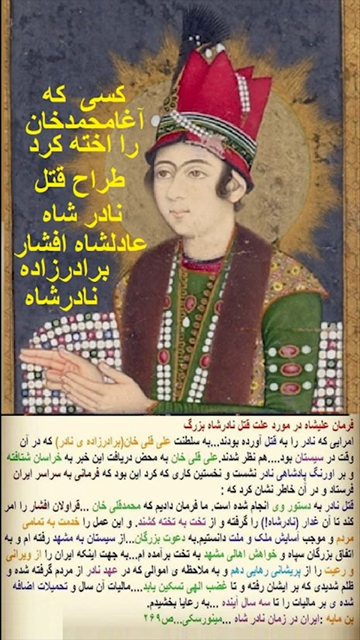 کسی که
آغامحمدخان
را اخته کرد
طراح قتل
نادر شاه
عادلشاه افشار
برادرزاده
نادرشاه
فرمان علیشاه در مورد علت قتل نادرشاه بزرگ
امرایی که نادر را به قتل آورده بودند...به سلطنت علی قلی خان(برادرزاده ی نادر) که در آن
وقت در سیستان بود....هم نظر شدند.علی قلی خان به محض دریافت این خبر به خراسان شتافته
و بر اورنگ پادشاهی نادر نشست و نخستین کاری که کرد این بود که فرمانی به سراسر ایران
فرستاد و در آن خاطر نشان کرد که :
قتل نادر به دستور وی انجام شده است. ما فرمان دادیم که محمدقلی خان ...قراولان افشار را امر
کند تا آن غدار (نادرشاه!) را گرفته و از تخت به تخته کشند. و این عمل را خدمت به تمامی
مردم و موجب آسایش ملک و ملت دانستیم.به دعوت بزرگان...از سیستان به مشهد رفته ام و به
اتفاق بزرگان سپاه و خواهش اهالی مشهد به تخت برآمده ام...به جهت اینکه ایران را از ویرانی
و رعیت را از پریشانی رهایی دهم و به ملاحظه ی اموالی که در عهد نادر از مردم گرفته شده و
ظلم شدیدی که بر ایشان رفته و تا غضب الهی تسکین یابد....مالیات آن سال و تحمیلات اضافه
شده ی بر مالیات را تا سه سال آینده ...به رعایا بخشیدم.
بن مایه :ایران در زمان نادر شاه ...مینورسکی...ص۲۶۹